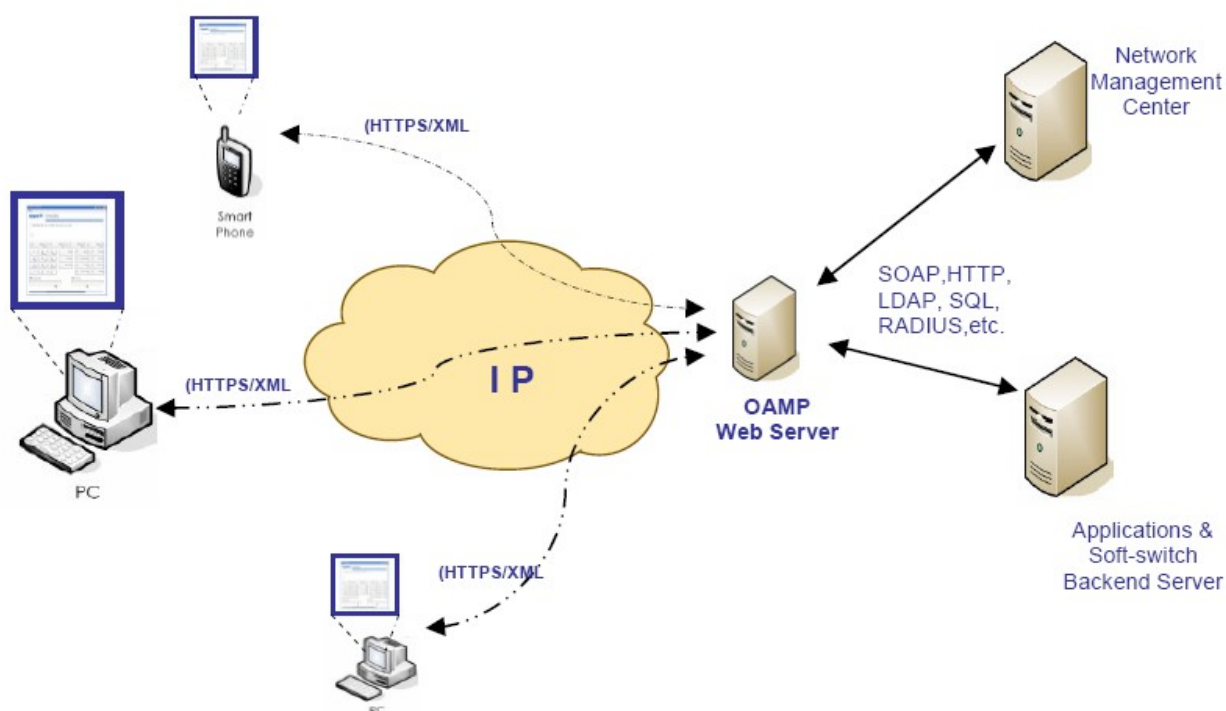 Network
Management
Center
(HTTPS/XML
Smart
Phone
SOAP,HTTP,
LDAP, SQL,
RADIUS,etc.
I P
(HTTPS/XML
OAMP
Web Server
PC
(HTTPS/XML
Applications &
Soft-switch
Backend Server
PC